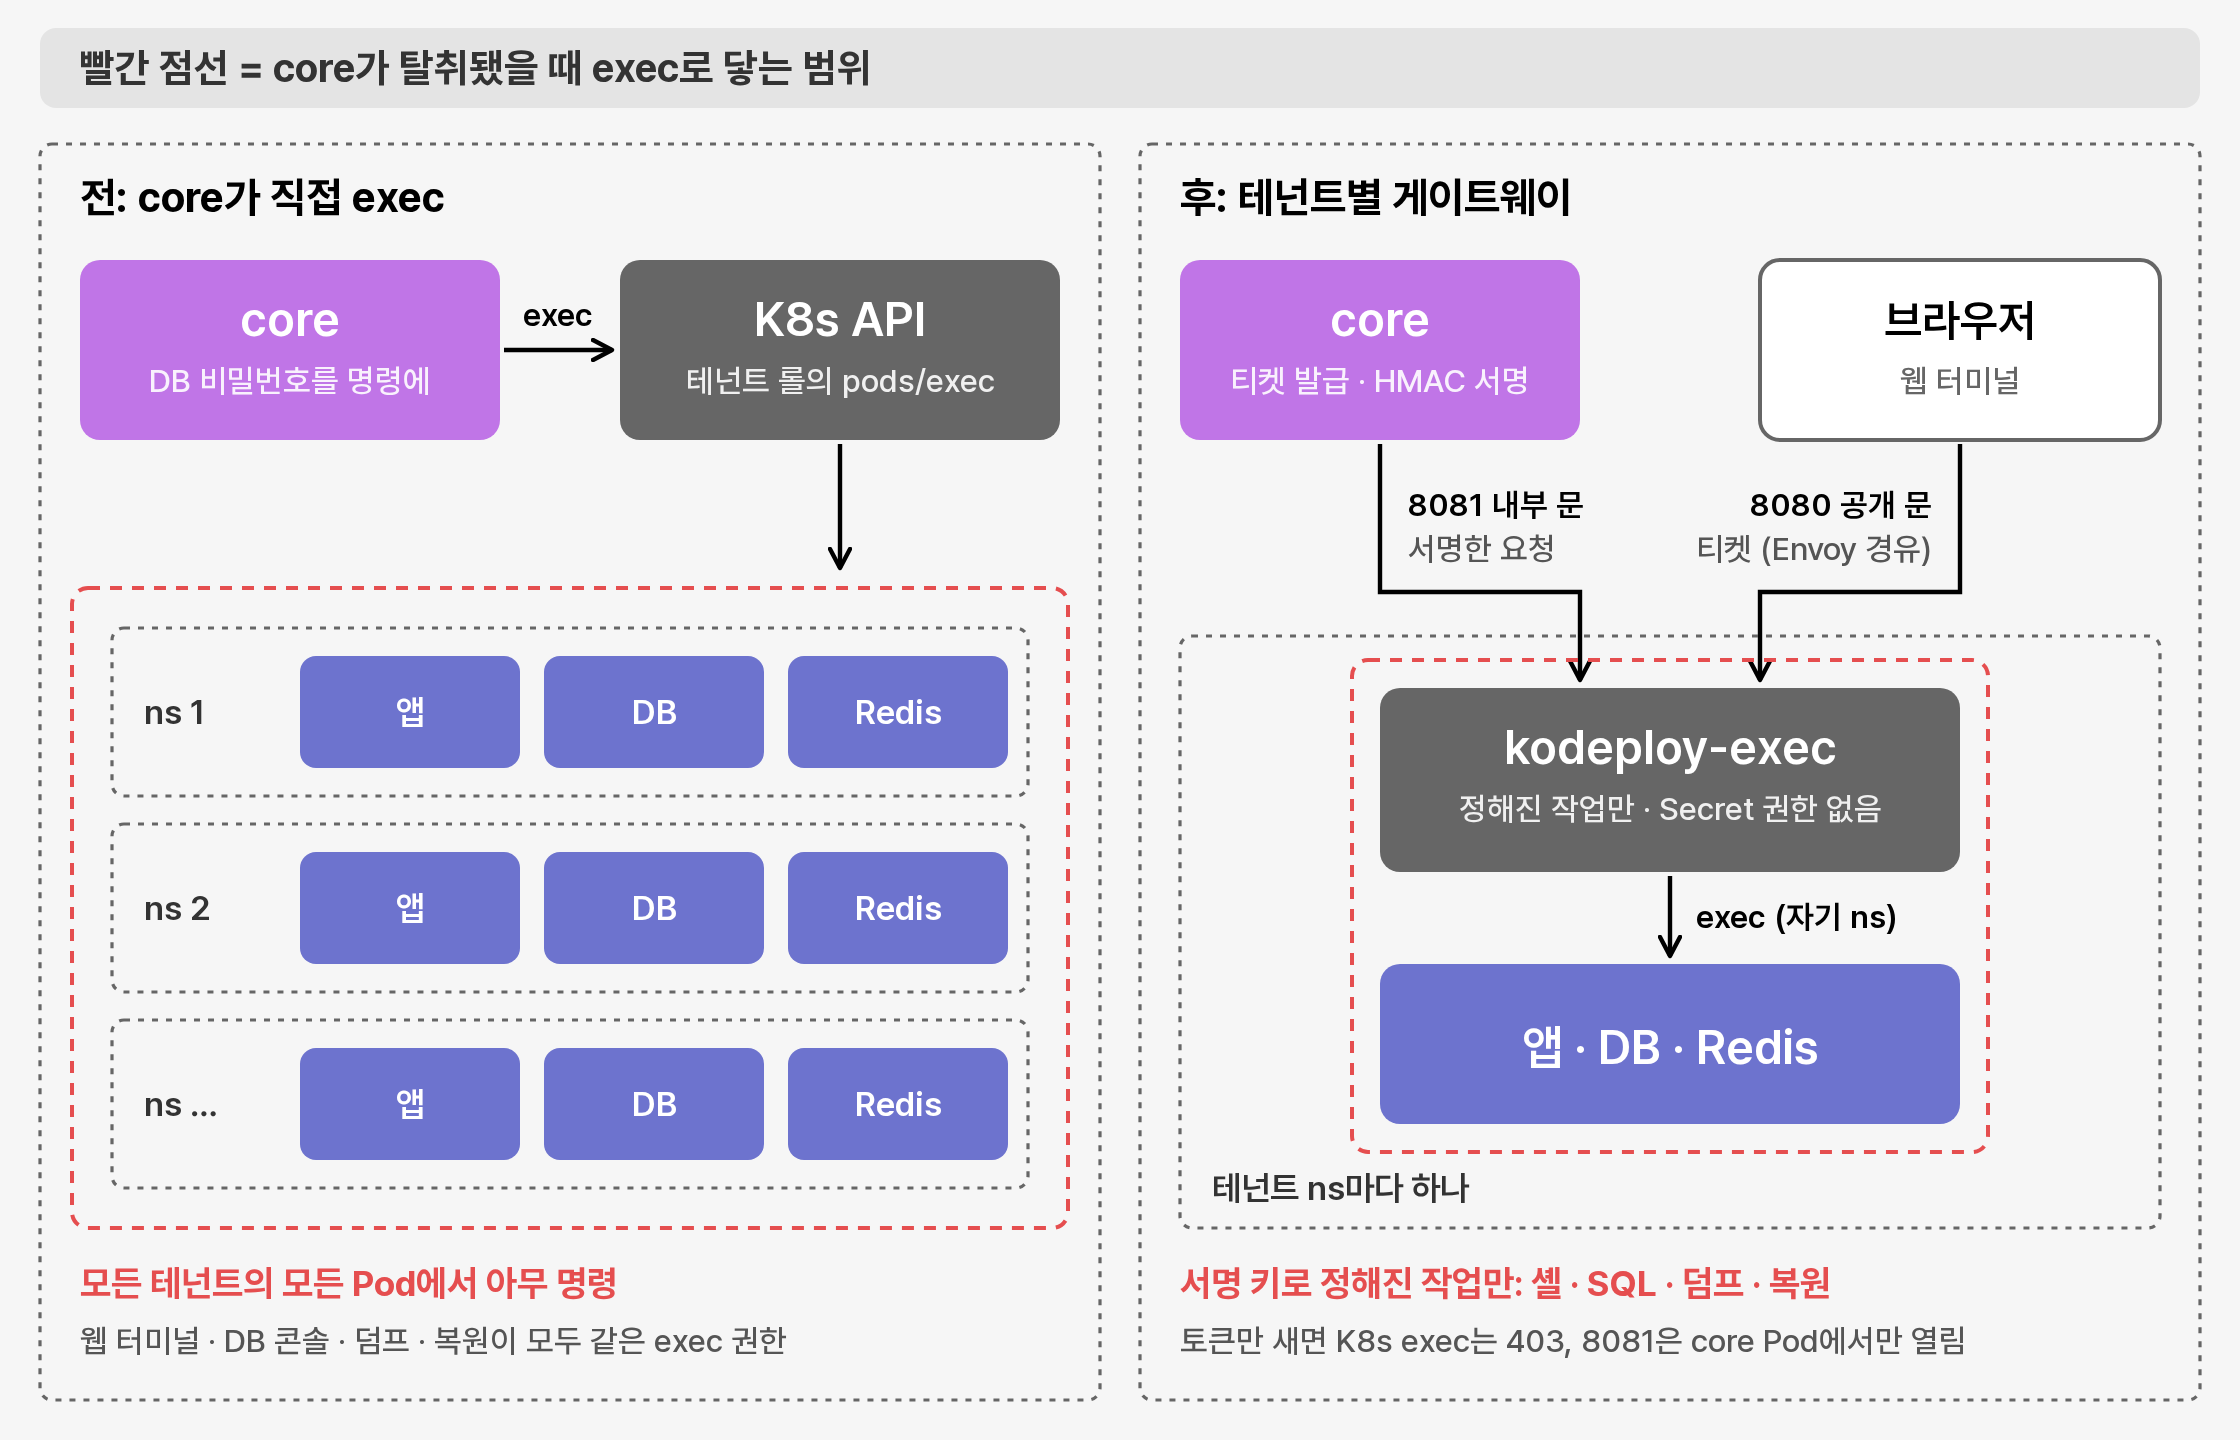 빨간 점선 = core가 탈취됐을 때 exec로 닿는 범위
전: core가 직접 exec
core
DB 비밀번호를 명령에
exec
K8s API
테넌트 롤의 pods/exec
ns 1
앱
DB
Redis
ns 2
앱
DB
Redis
ns ...
앱
DB
Redis
모든 테넌트의 모든 Pod에서 아무 명령
웹 터미널 · DB 콘솔 · 덤프 · 복원이 모두 같은 exec 권한
후: 테넌트별 게이트웨이
core
티켓 발급 · HMAC 서명
브라우저
웹 터미널
8081 내부 문
서명한 요청
8080 공개 문
티켓 (Envoy 경유)
kodeploy-exec
정해진 작업만 · Secret 권한 없음
exec (자기 ns)
앱 · DB · Redis
테넌트 ns마다 하나
서명 키로 정해진 작업만: 셸 · SQL · 덤프 · 복원
토큰만 새면 K8s exec는 403, 8081은 core Pod에서만 열림